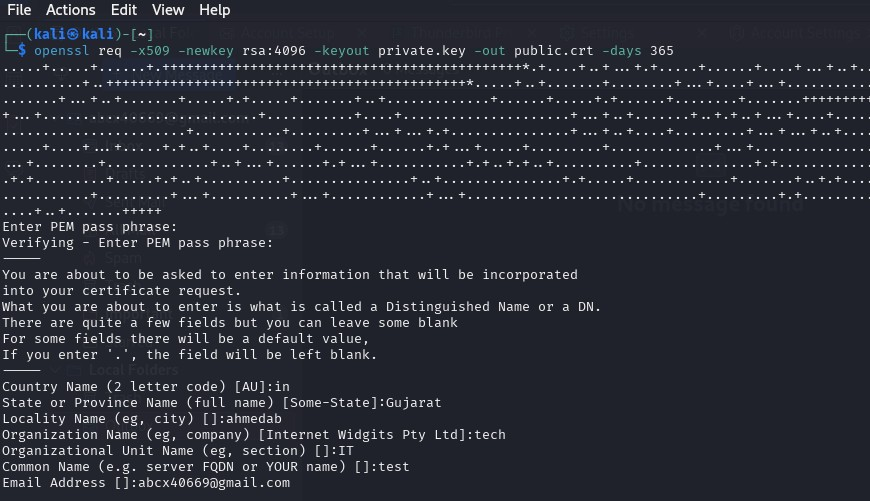 File Actions Edit View Help
┌──(kali㉿kali)-[~]
└─$ openssl req -x509 -newkey rsa:4096 -keyout private.key -out public.crt -days 365
Enter PEM pass phrase:
Verifying - Enter PEM pass phrase:
-----
You are about to be asked to enter information that will be incorporated
into your certificate request.
What you are about to enter is what is called a Distinguished Name or a DN.
There are quite a few fields but you can leave some blank
For some fields there will be a default value,
If you enter '.', the field will be left blank.
-----
Country Name (2 letter code) [AU]:in
State or Province Name (full name) [Some-State]:Gujarat
Locality Name (eg, city) []:ahmedab
Organization Name (eg, company) [Internet Widgits Pty Ltd]:tech
Organizational Unit Name (eg, section) []:IT
Common Name (e.g. server FQDN or YOUR name) []:test
Email Address []:abcx40669@gmail.com